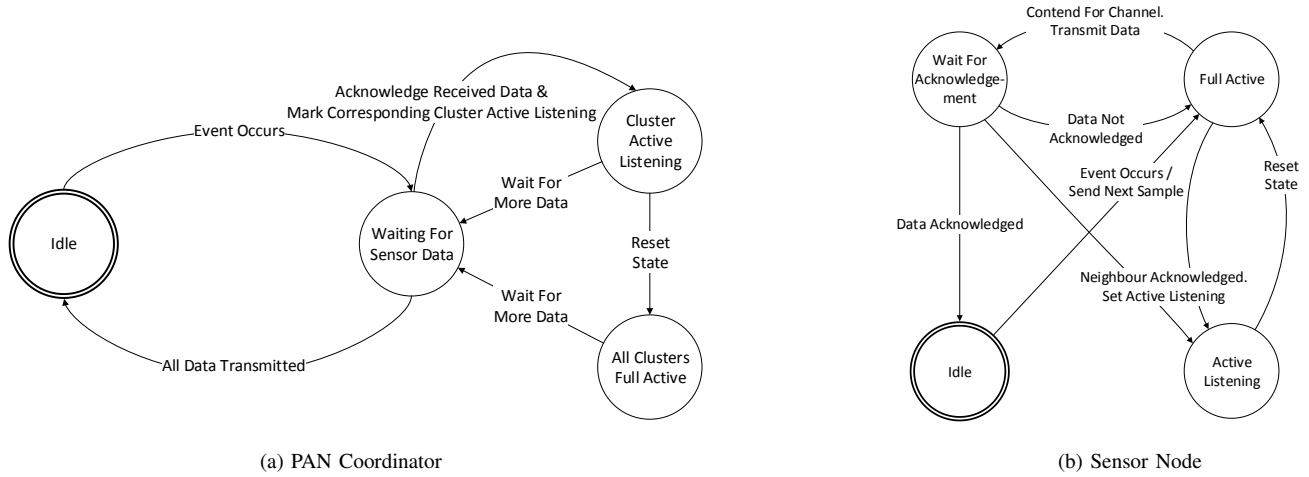 Acknowledge Received Data &
Mark Corresponding Cluster Active Listening
Event Occurs
Cluster
Active
Listening
Wait For
More Data
Idle
Waiting For
Sensor Data
Reset
State
Wait For
More Data
All Data Transmitted
All Clusters
Full Active
(a) PAN Coordinator
Contend For Channel.
Transmit Data
Wait For
Acknowledge-
ment
Full Active
Data Not
Acknowledged
Event Occurs /
Send Next Sample
Reset
State
Data Acknowledged
Neighbour Acknowledged.
Set Active Listening
Idle
Active
Listening
(b) Sensor Node